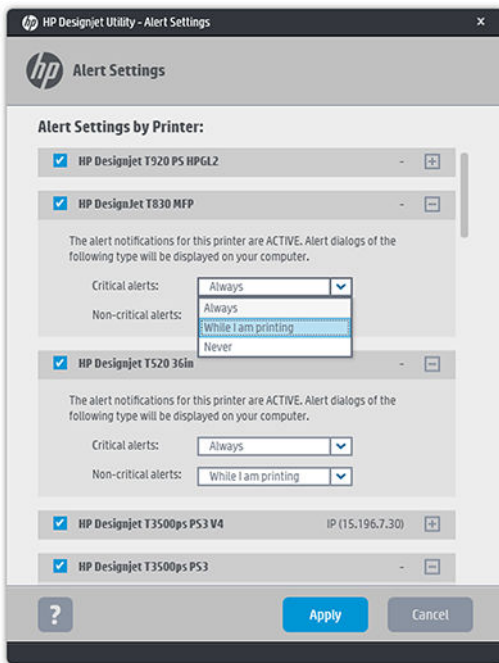 HP Designjet Utility - Alert Settings x
hp Alert Settings
Alert Settings by Printer:
HP Designjet T920 PS HPGL2 - +
HP DesignJet T830 MFP - -
The alert notifications for this printer are ACTIVE. Alert dialogs of the
following type will be displayed on your computer.
Critical alerts: Always
Always
Non-critical alerts:
While I am printing
Never
HP Designjet T520 36in - -
The alert notifications for this printer are ACTIVE. Alert dialogs of the
following type will be displayed on your computer.
Critical alerts: Always
Non-critical alerts: While I am printing
HP Designjet T3500ps PS3 V4 IP (15.196.7.30) +
HP Designjet T3500ps PS3 - -
? Apply Cancel